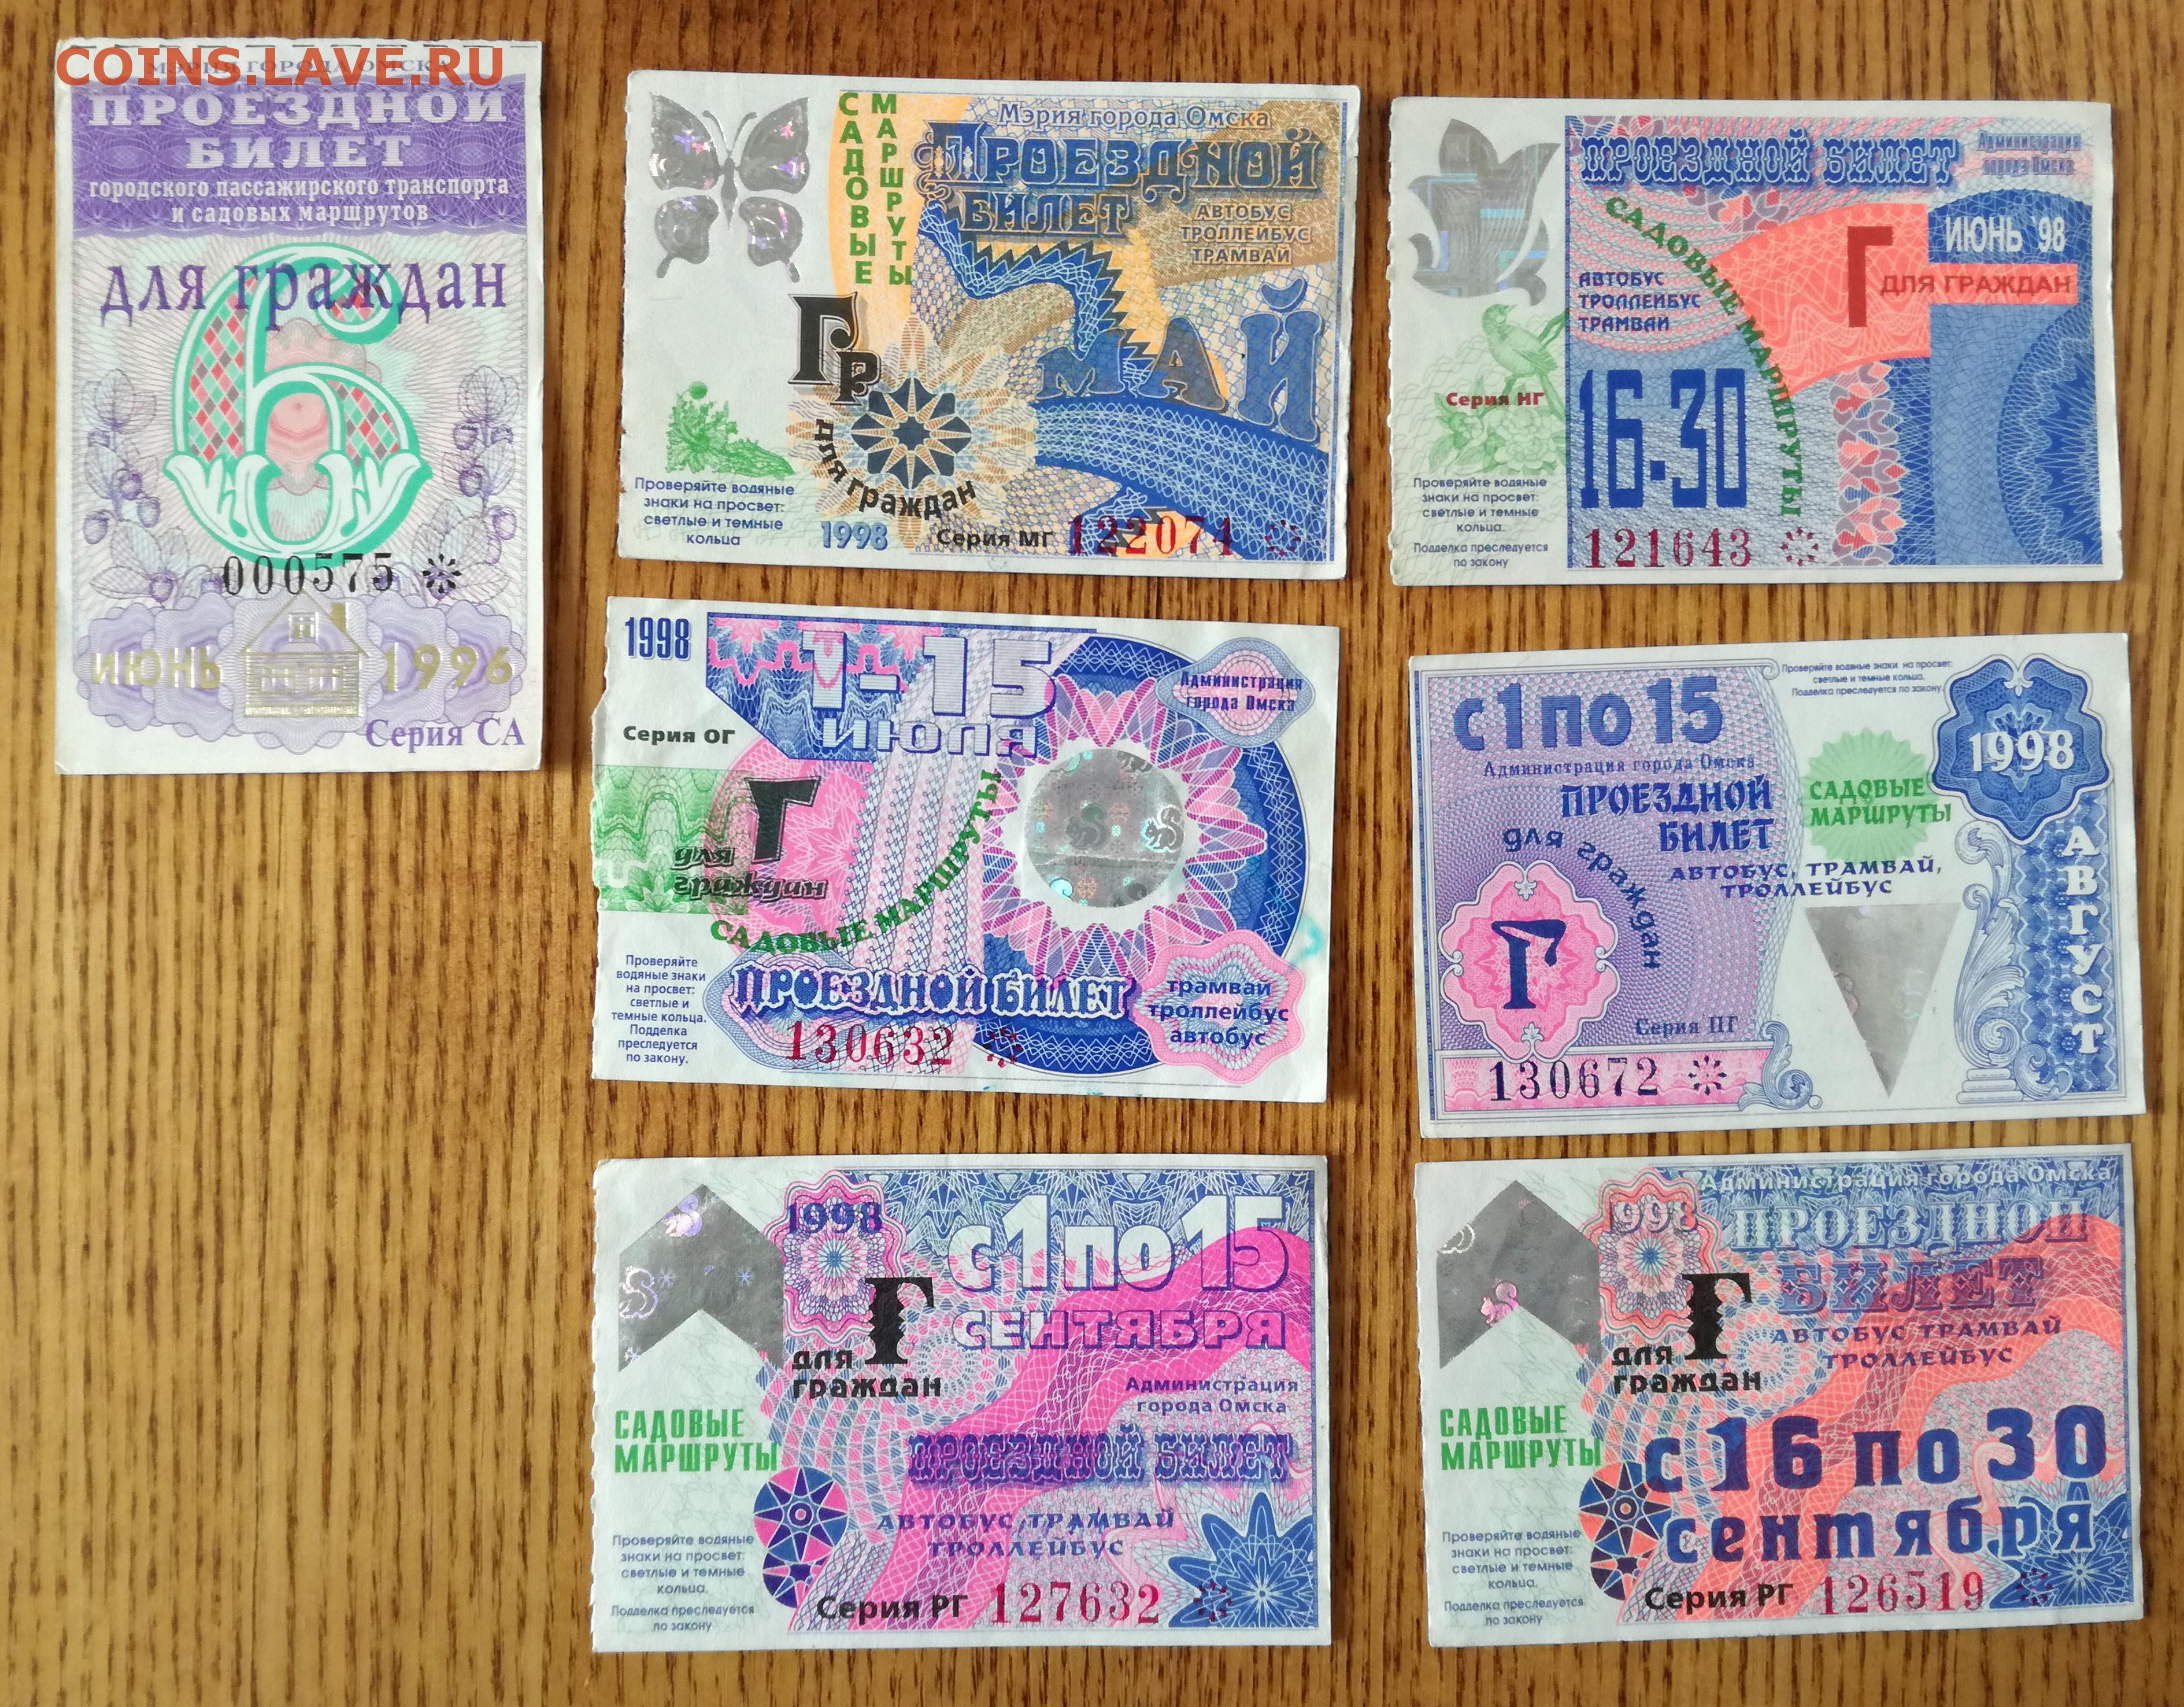 COINS.LAVE.RU
МЭРИЯ ГОРОДА ОМСКА
ПРОЕЗДНОЙ
БИЛЕТ
городского пассажирского транспорта
и садовых маршрутов
для граждан
6
000575
ИЮНЬ 1996
Серия СА
САДОВЫЕ
МАРШРУТЫ
Мэрия города Омска
ПРОЕЗДНОЙ
БИЛЕТ
АВТОБУС
ТРОЛЛЕЙБУС
ТРАМВАЙ
Гр
для граждан
МАЙ
Проверяйте водяные
знаки на просвет:
светлые и темные
кольца
1998
Серия МГ 122074
ПРОЕЗДНОЙ БИЛЕТ
Администрация
города Омска
САДОВЫЕ МАРШРУТЫ
ИЮНЬ '98
Г
ДЛЯ ГРАЖДАН
АВТОБУС
ТРОЛЛЕЙБУС
ТРАМВАЙ
Серия НГ
16-30
Проверяйте водяные
знаки на просвет:
светлые и темные
кольца.
Подделка преследуется
по закону
121643
1998
1-15
ИЮЛЯ
Администрация
города Омска
Серия ОГ
Г
для
граждан
САДОВЫЕ МАРШРУТЫ
Проверяйте
водяные знаки
на просвет:
светлые и
темные кольца.
Подделка
преследуется
по закону.
ПРОЕЗДНОЙ БИЛЕТ
трамвай
троллейбус
автобус
130632
с 1 по 15
Администрация города Омска
ПРОЕЗДНОЙ
БИЛЕТ
для граждан
АВТОБУС, ТРАМВАЙ,
ТРОЛЛЕЙБУС
Проверяйте водяные знаки на просвет:
светлые и темные кольца.
Подделка преследуется по закону.
САДОВЫЕ
МАРШРУТЫ
1998
АВГУСТ
Г
Серия ПГ
130672
1998
с 1 по 15
СЕНТЯБРЯ
Г
для
граждан
Администрация
города Омска
САДОВЫЕ
МАРШРУТЫ
ПРОЕЗДНОЙ БИЛЕТ
АВТОБУС, ТРАМВАЙ
ТРОЛЛЕЙБУС
Проверяйте водяные
знаки на просвет:
светлые и темные
кольца.
Подделка преследуется
по закону
Серия РГ 127632
Администрация города Омска
1998
ПРОЕЗДНОЙ
БИЛЕТ
АВТОБУС ТРАМВАЙ
ТРОЛЛЕЙБУС
Г
для
граждан
САДОВЫЕ
МАРШРУТЫ
с 16 по 30
сентября
Проверяйте водяные
знаки на просвет:
светлые и темные
кольца.
Подделка преследуется
по закону
Серия РГ 126519